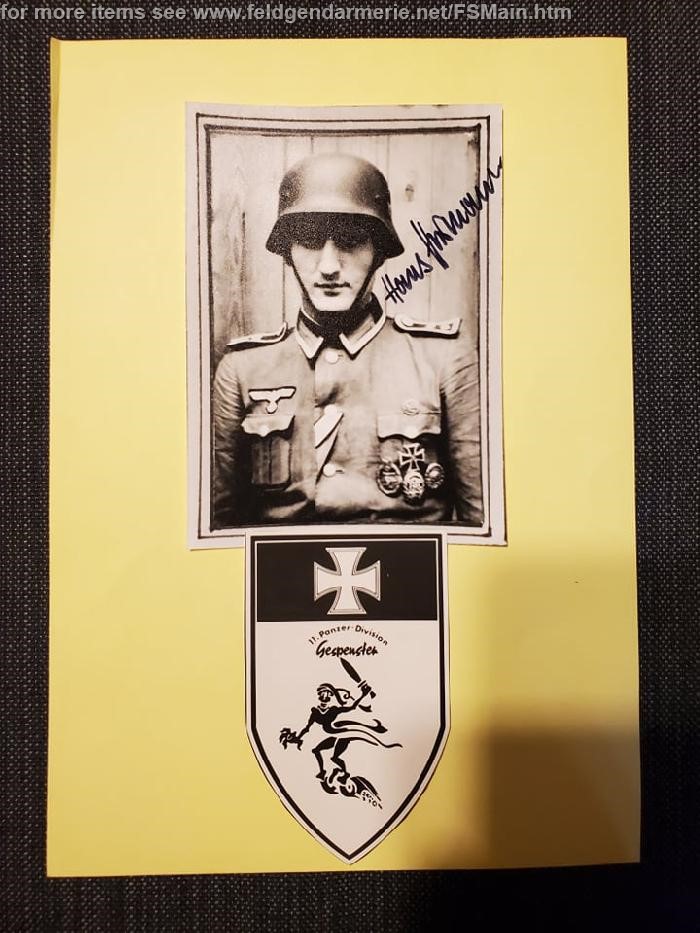 for more items see www.feldgendarmerie.net/FSMain.htm
Hans
11. Panzer-Division
Gespenster